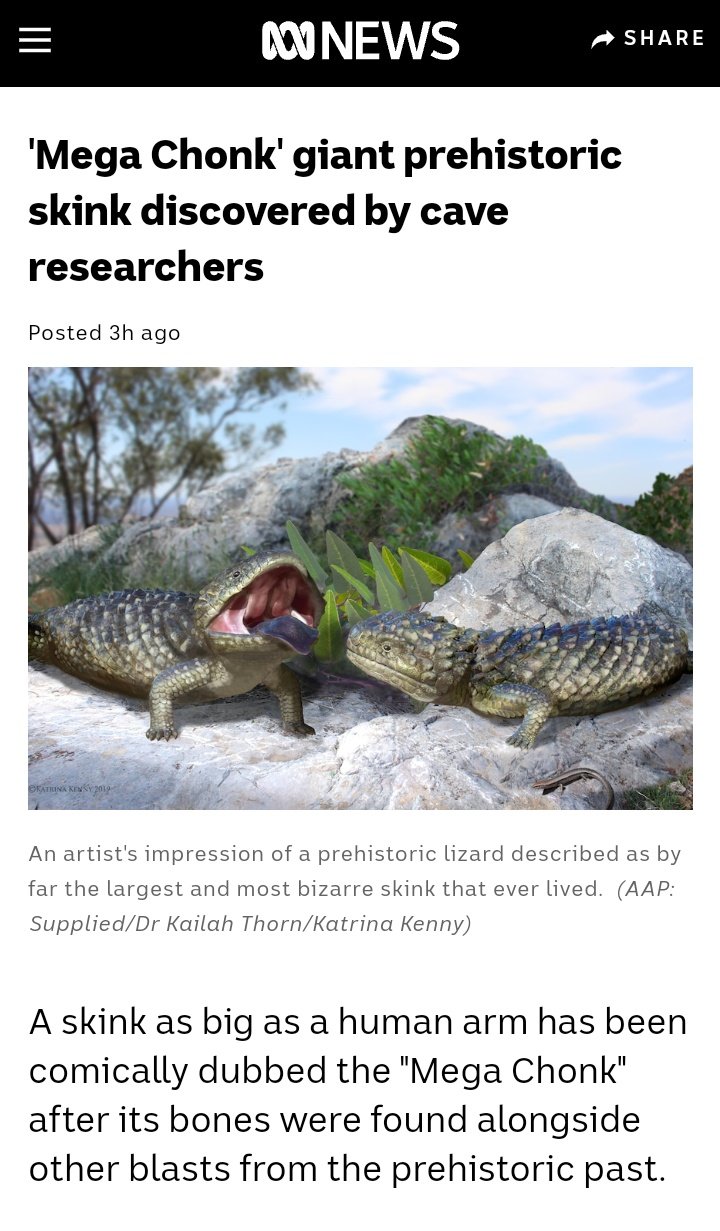 NEWS
SHARE
'Mega Chonk' giant prehistoric
skink discovered by cave
researchers
Posted 3h ago
©KATRINA KENNY 2019
An artist's impression of a prehistoric lizard described as by
far the largest and most bizarre skink that ever lived. (AAP:
Supplied/Dr Kailah Thorn/Katrina Kenny)
A skink as big as a human arm has been
comically dubbed the "Mega Chonk"
after its bones were found alongside
other blasts from the prehistoric past.